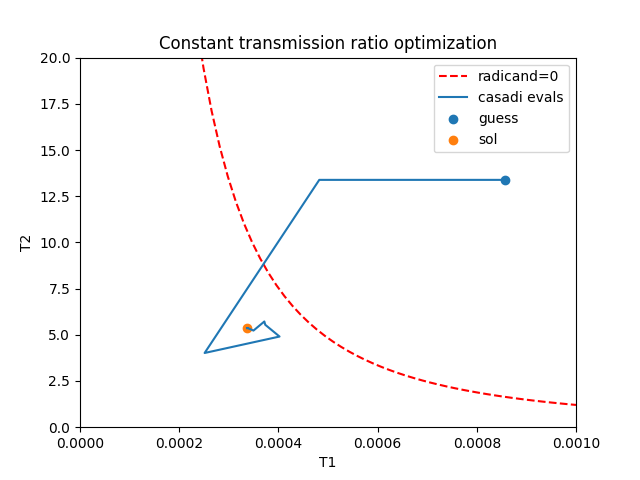 Constant transmission ratio optimization
radicand=0
casadi evals
guess
sol
T2
20.0
17.5
15.0
12.5
10.0
7.5
5.0
2.5
0.0
0.0000 0.0002 0.0004 0.0006 0.0008 0.0010
T1